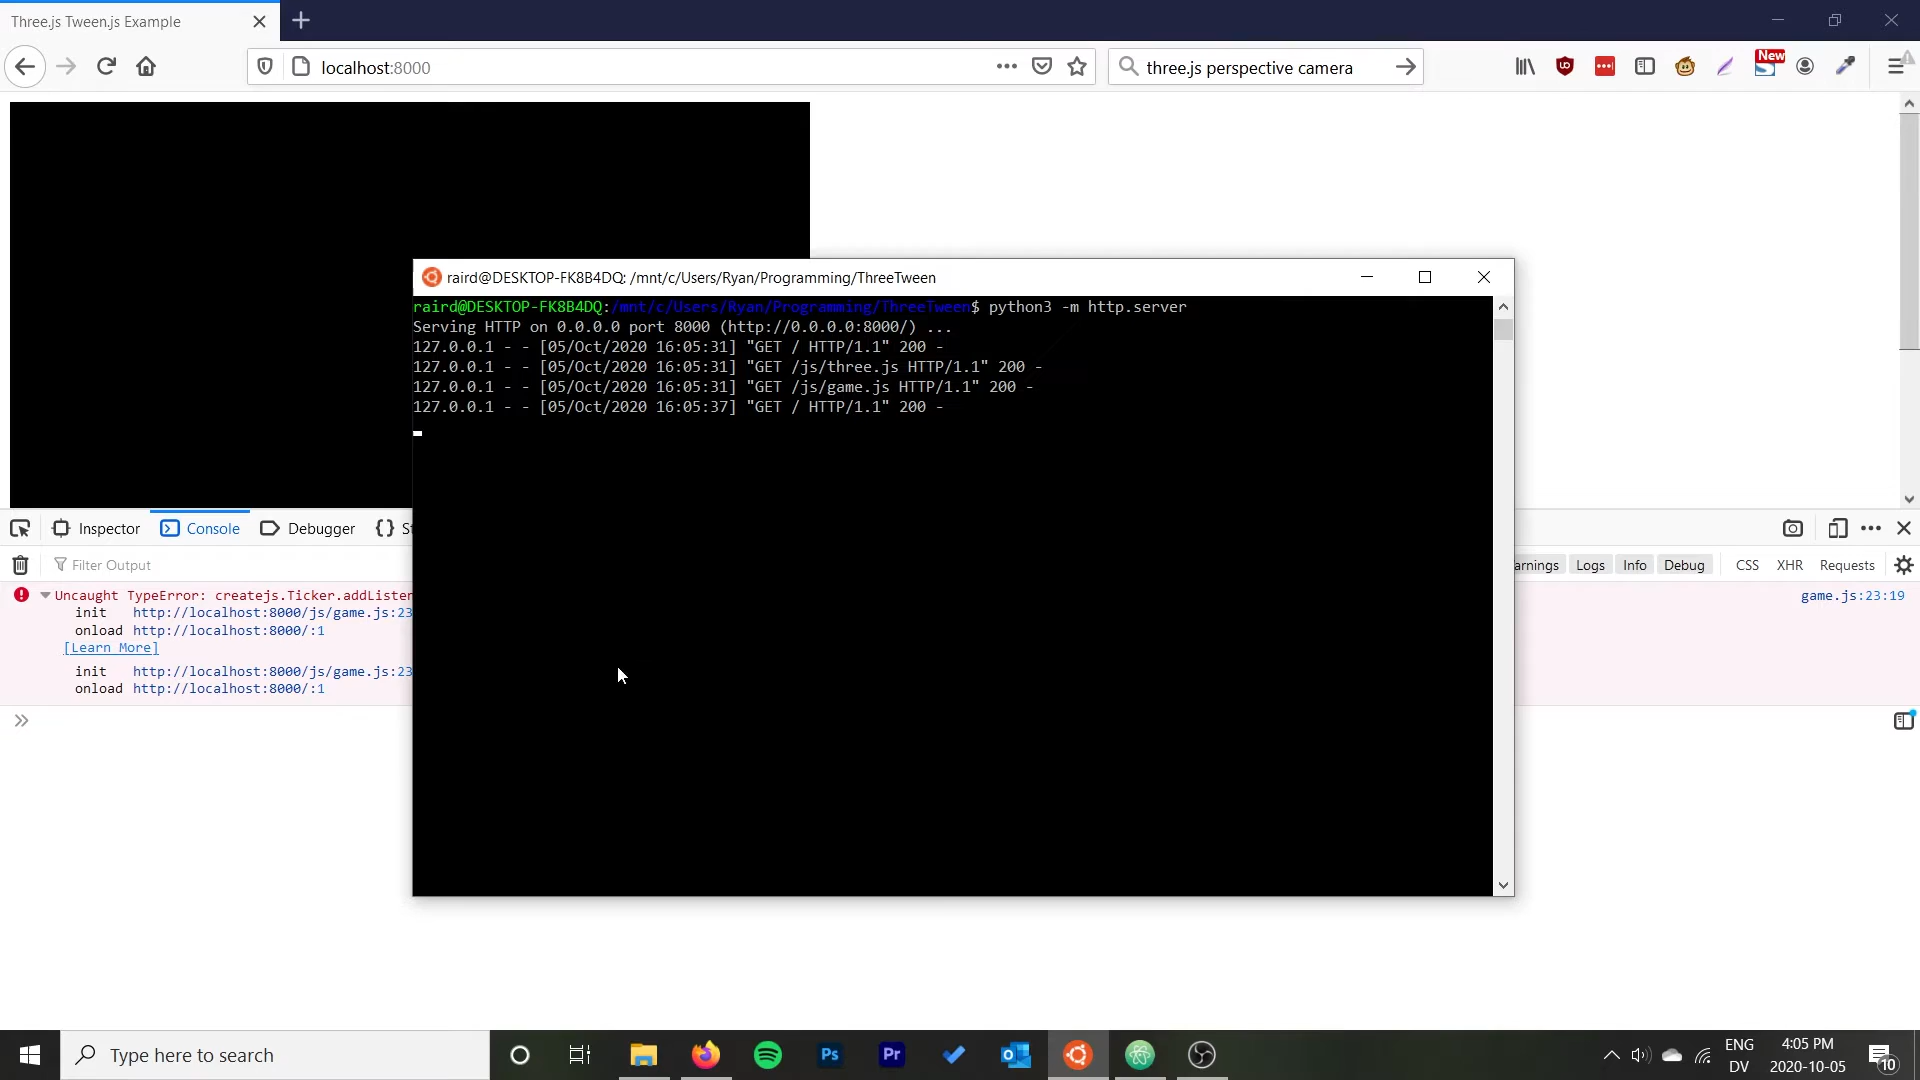 Three.js Tween.js Example
localhost:8000
three.js perspective camera
New
raird@DESKTOP-FK8B4DQ: /mnt/c/Users/Ryan/Programming/ThreeTween
raird@DESKTOP-FK8B4DQ:/mnt/c/Users/Ryan/Programming/ThreeTween$ python3 -m http.server
Serving HTTP on 0.0.0.0 port 8000 (http://0.0.0.0:8000/) ...
127.0.0.1 - - [05/Oct/2020 16:05:31] "GET / HTTP/1.1" 200 -
127.0.0.1 - - [05/Oct/2020 16:05:31] "GET /js/three.js HTTP/1.1" 200 -
127.0.0.1 - - [05/Oct/2020 16:05:31] "GET /js/game.js HTTP/1.1" 200 -
127.0.0.1 - - [05/Oct/2020 16:05:37] "GET / HTTP/1.1" 200 -
Inspector Console Debugger {} St
Filter Output
arnings Logs Info Debug CSS XHR Requests
Uncaught TypeError: createjs.Ticker.addListen
game.js:23:19
init http://localhost:8000/js/game.js:23
onload http://localhost:8000/:1
[Learn More]
init http://localhost:8000/js/game.js:23
onload http://localhost:8000/:1
Type here to search
Ps
Pr
ENG
DV
4:05 PM
2020-10-05
10